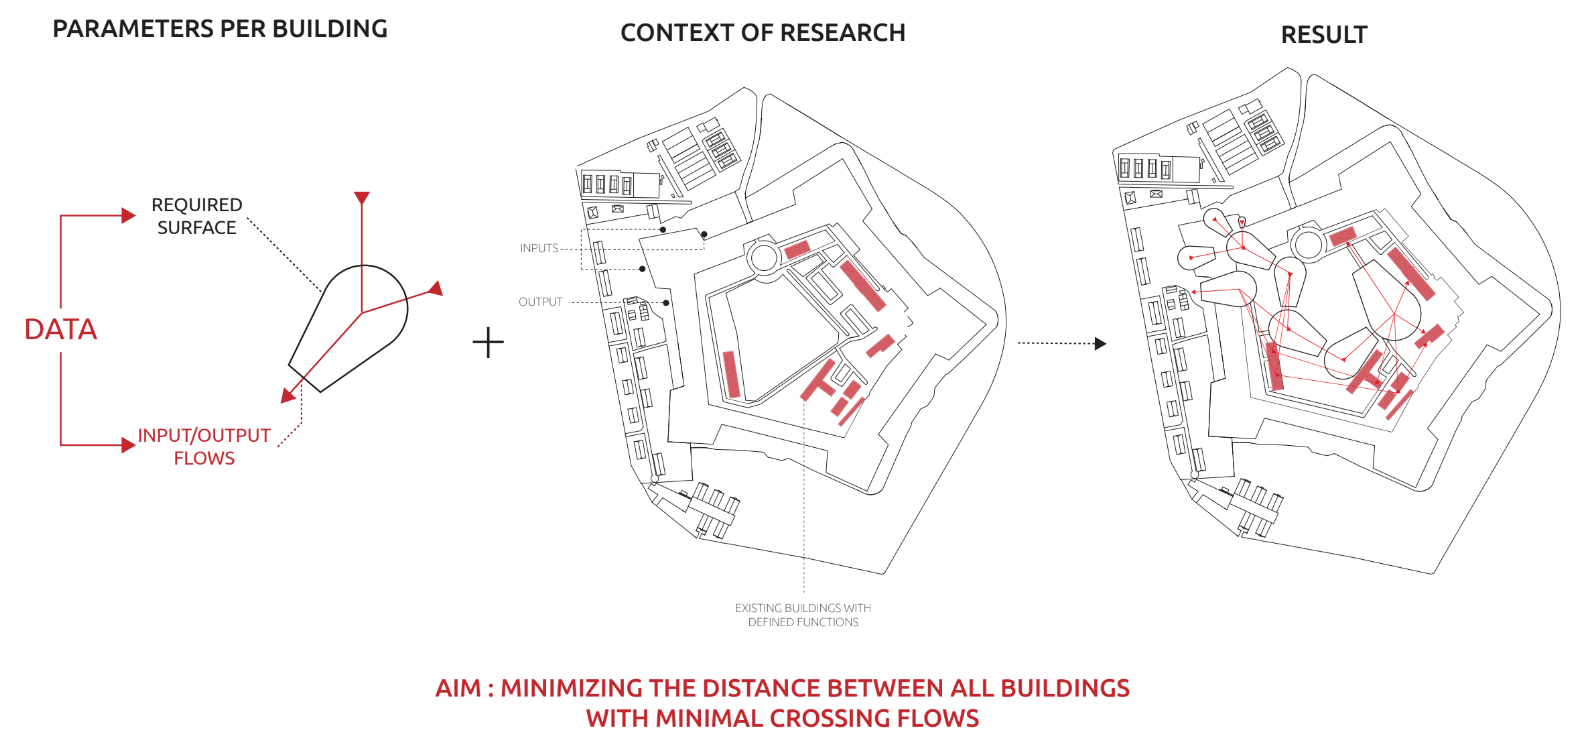 PARAMETERS PER BUILDING
CONTEXT OF RESEARCH
RESULT
REQUIRED
SURFACE
DATA
INPUT/OUTPUT
FLOWS
INPUTS
OUTPUT
EXISTING BUILDINGS WITH
DEFINED FUNCTIONS
AIM : MINIMIZING THE DISTANCE BETWEEN ALL BUILDINGS
WITH MINIMAL CROSSING FLOWS